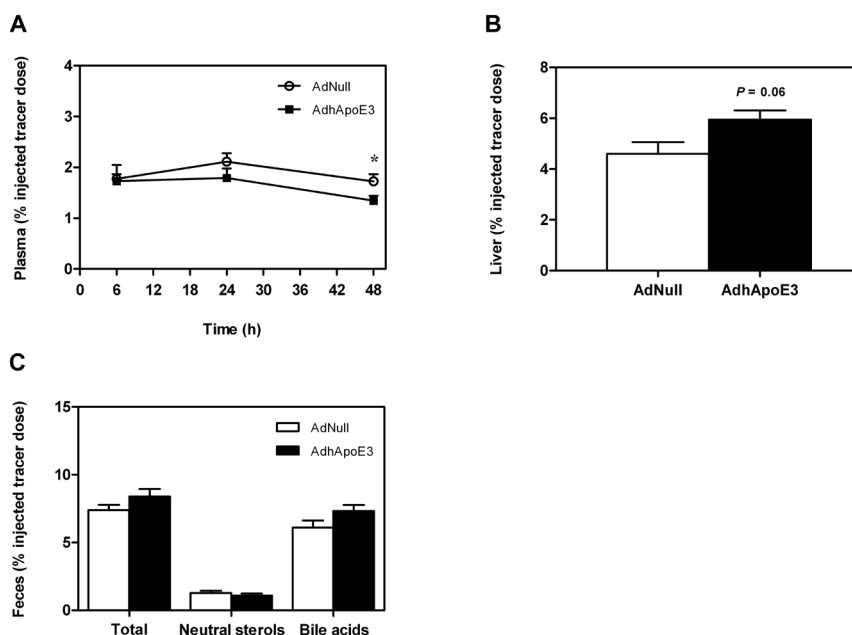 A
Plasma (% injected tracer dose)
4
3
2
1
0
AdNull
AdhApoE3
*
0 6 12 18 24 30 36 42 48
Time (h)
B
Liver (% injected tracer dose)
8
6
4
2
0
P = 0.06
AdNull AdhApoE3
C
Feces (% injected tracer dose)
15
10
5
0
AdNull
AdhApoE3
Total Neutral sterols Bile acids